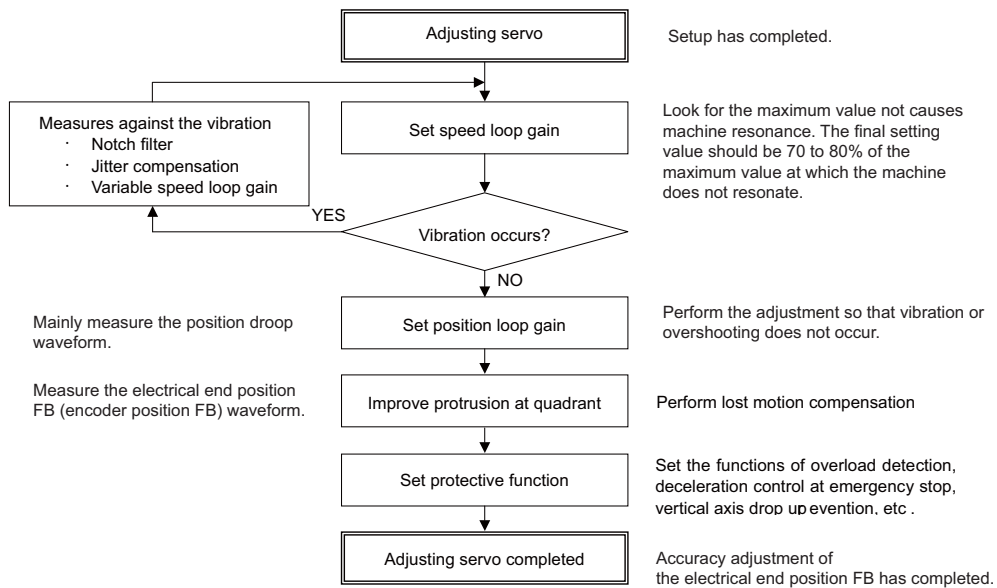 Adjusting servo
Setup has completed.
Measures against the vibration
· Notch filter
· Jitter compensation
· Variable speed loop gain
Set speed loop gain
Look for the maximum value not causes
machine resonance. The final setting
value should be 70 to 80% of the
maximum value at which the machine
does not resonate.
YES
Vibration occurs?
NO
Mainly measure the position droop
waveform.
Set position loop gain
Perform the adjustment so that vibration or
overshooting does not occur.
Measure the electrical end position
FB (encoder position FB) waveform.
Improve protrusion at quadrant
Perform lost motion compensation
Set protective function
Set the functions of overload detection,
deceleration control at emergency stop,
vertical axis drop up evention, etc .
Adjusting servo completed
Accuracy adjustment of
the electrical end position FB has completed.